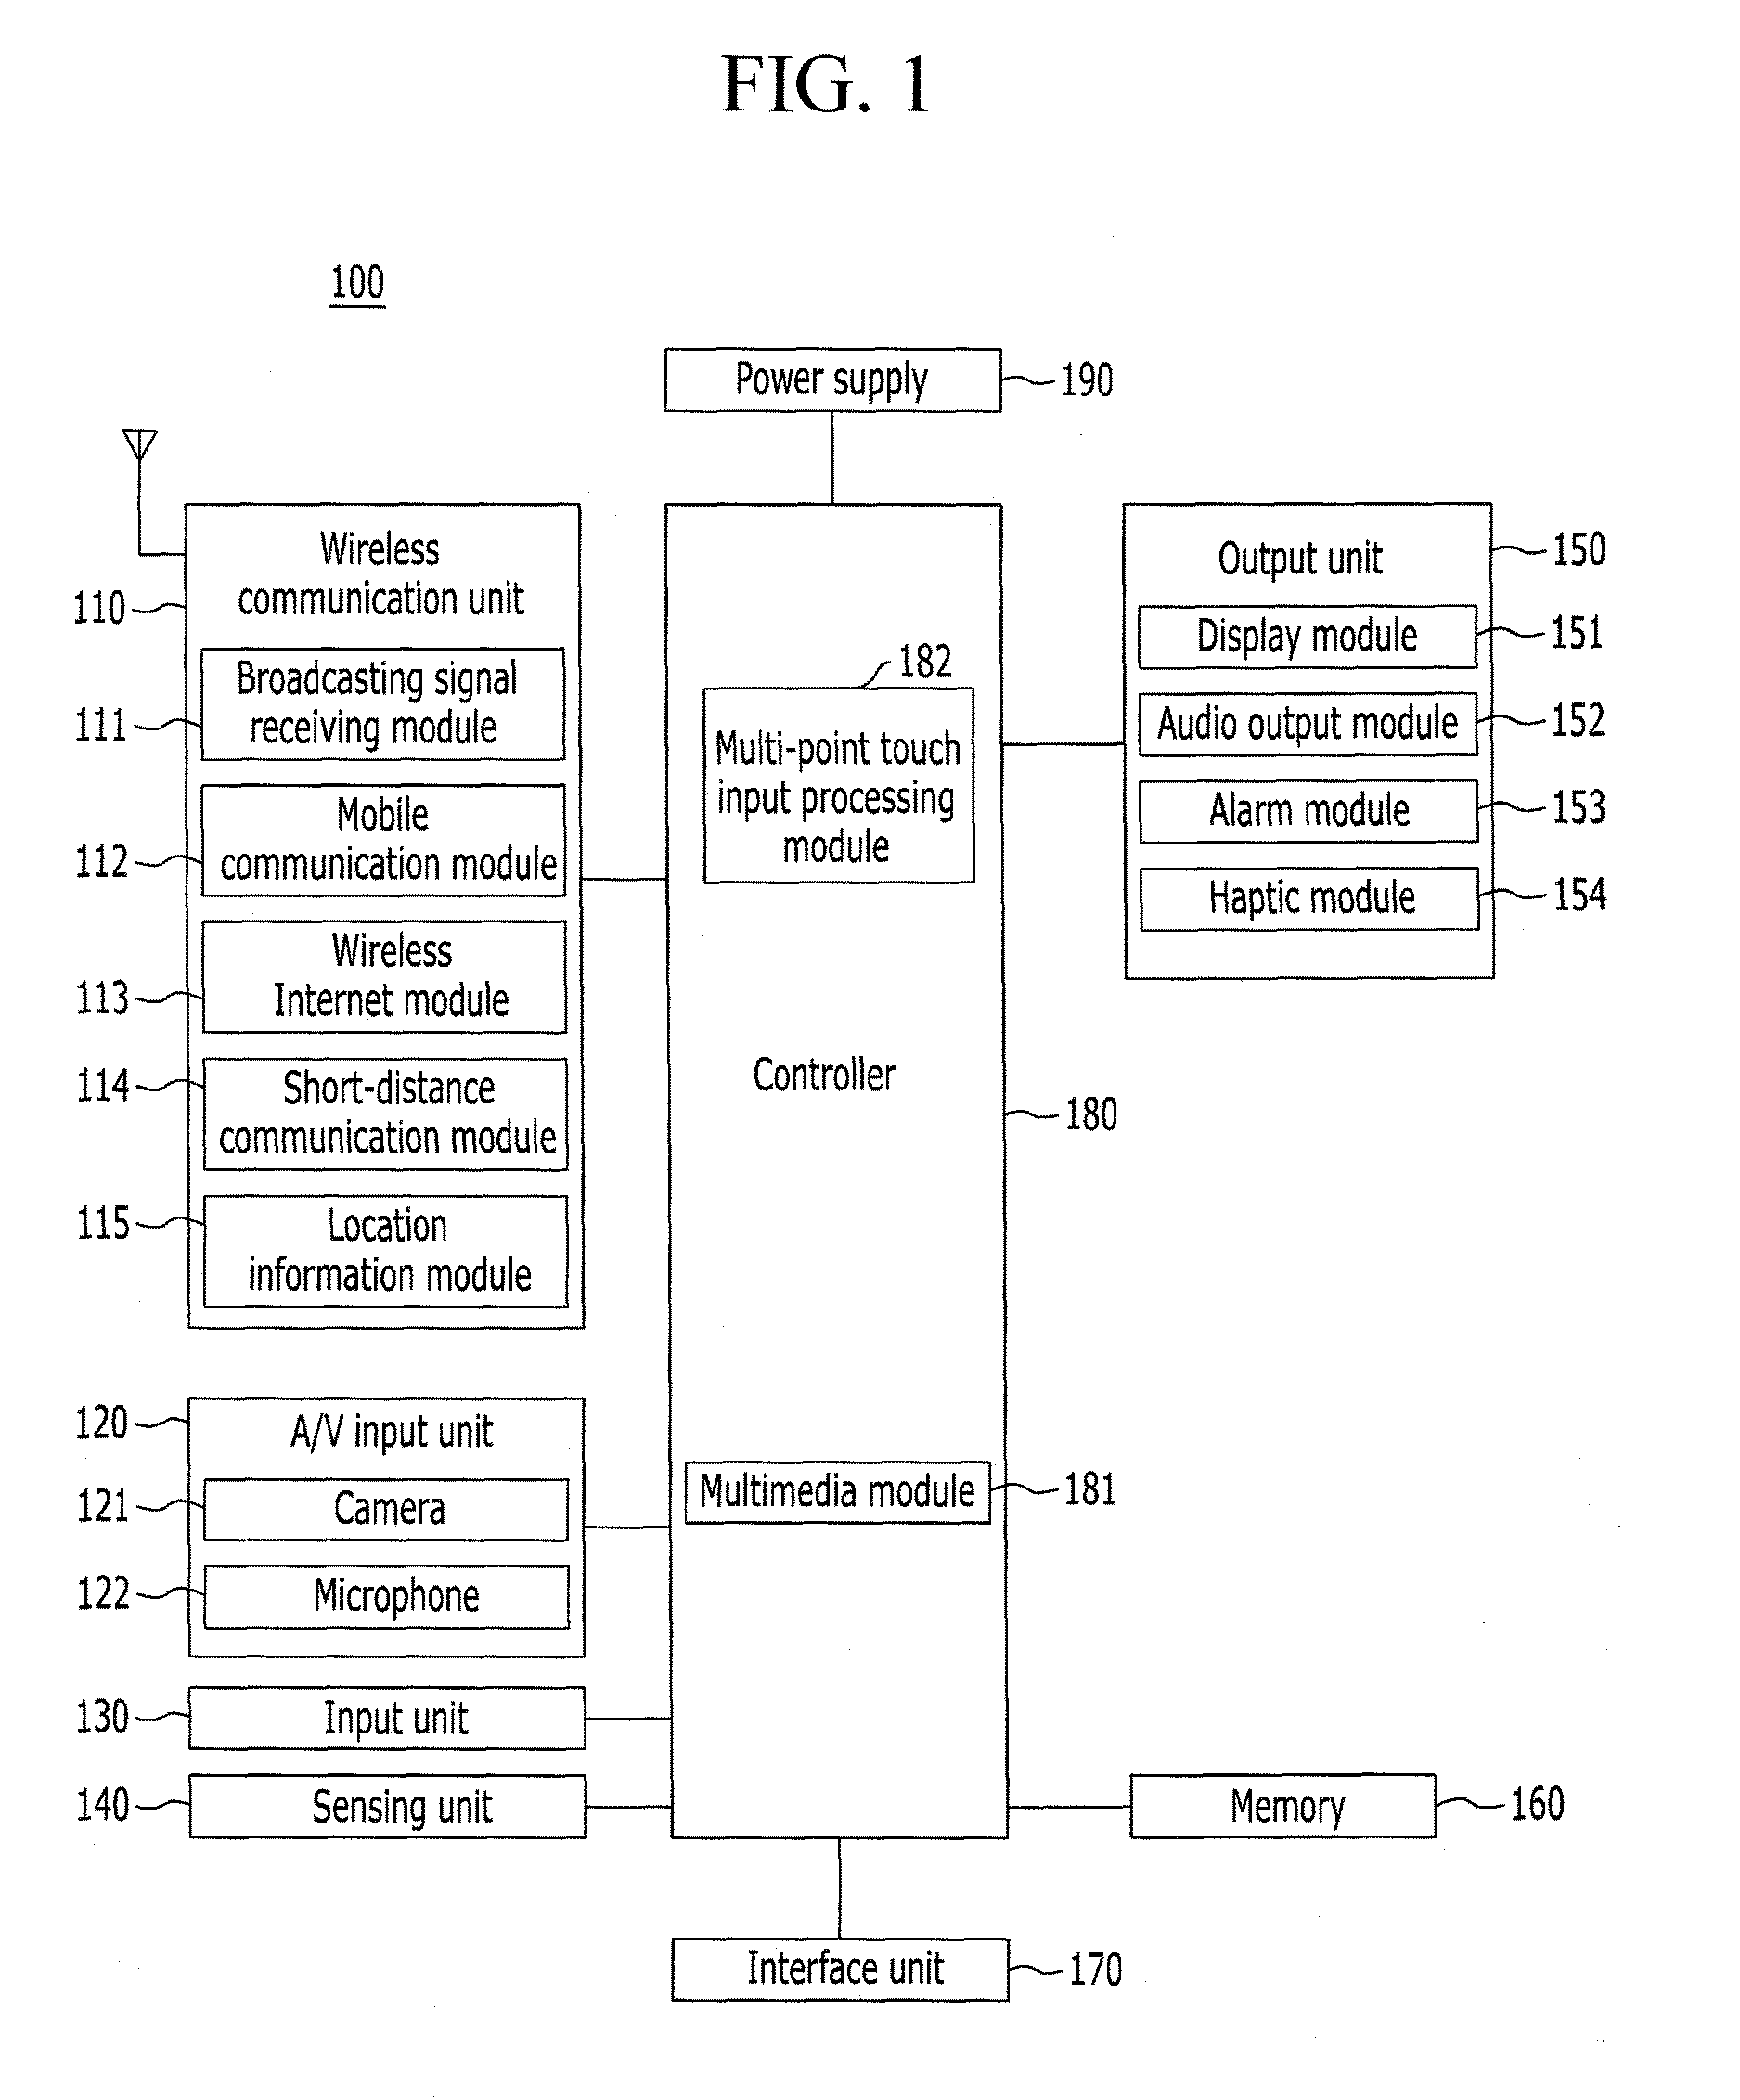 FIG. 1
100
Power supply
190
Wireless
communication unit
110
Broadcasting signal
receiving module
111
Mobile
communication module
112
Wireless
Internet module
113
Short-distance
communication module
114
Location
information module
115
A/V input unit
120
Camera
121
Microphone
122
Input unit
130
Sensing unit
140
182
Multi-point touch
input processing
module
Controller
180
Multimedia module
181
Output unit
150
Display module
151
Audio output module
152
Alarm module
153
Haptic module
154
Memory
160
Interface unit
170